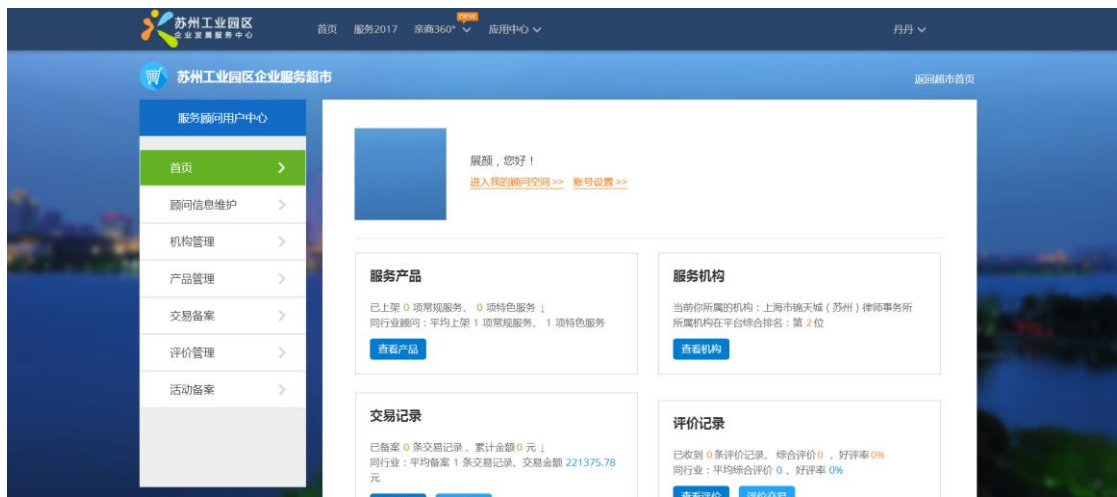 苏州工业园区
企业发展服务中心
首页 服务2017 亲商360° new 应用中心
丹丹
苏州工业园区企业服务超市
返回超市首页
服务顾问用户中心
首页
顾问信息维护
机构管理
产品管理
交易备案
评价管理
活动备案
展颜，您好！
进入我的顾问空间>> 账号设置>>
服务产品
已上架 0 项常规服务、 0 项特色服务 ↓
同行业顾问：平均上架 1 项常规服务、 1 项特色服务
查看产品
服务机构
当前你所属的机构：上海市锦天城（苏州）律师事务所
所属机构在平台综合排名：第 2 位
查看机构
交易记录
已备案 0 条交易记录、累计金额 0 元 ↓
同行业：平均备案 1 条交易记录、交易金额 221375.78
元
评价记录
已收到 0 条评价记录、 综合评价 0 ，好评率 0%
同行业：平均综合评价 0 、好评率 0%
查看评价 评价交易